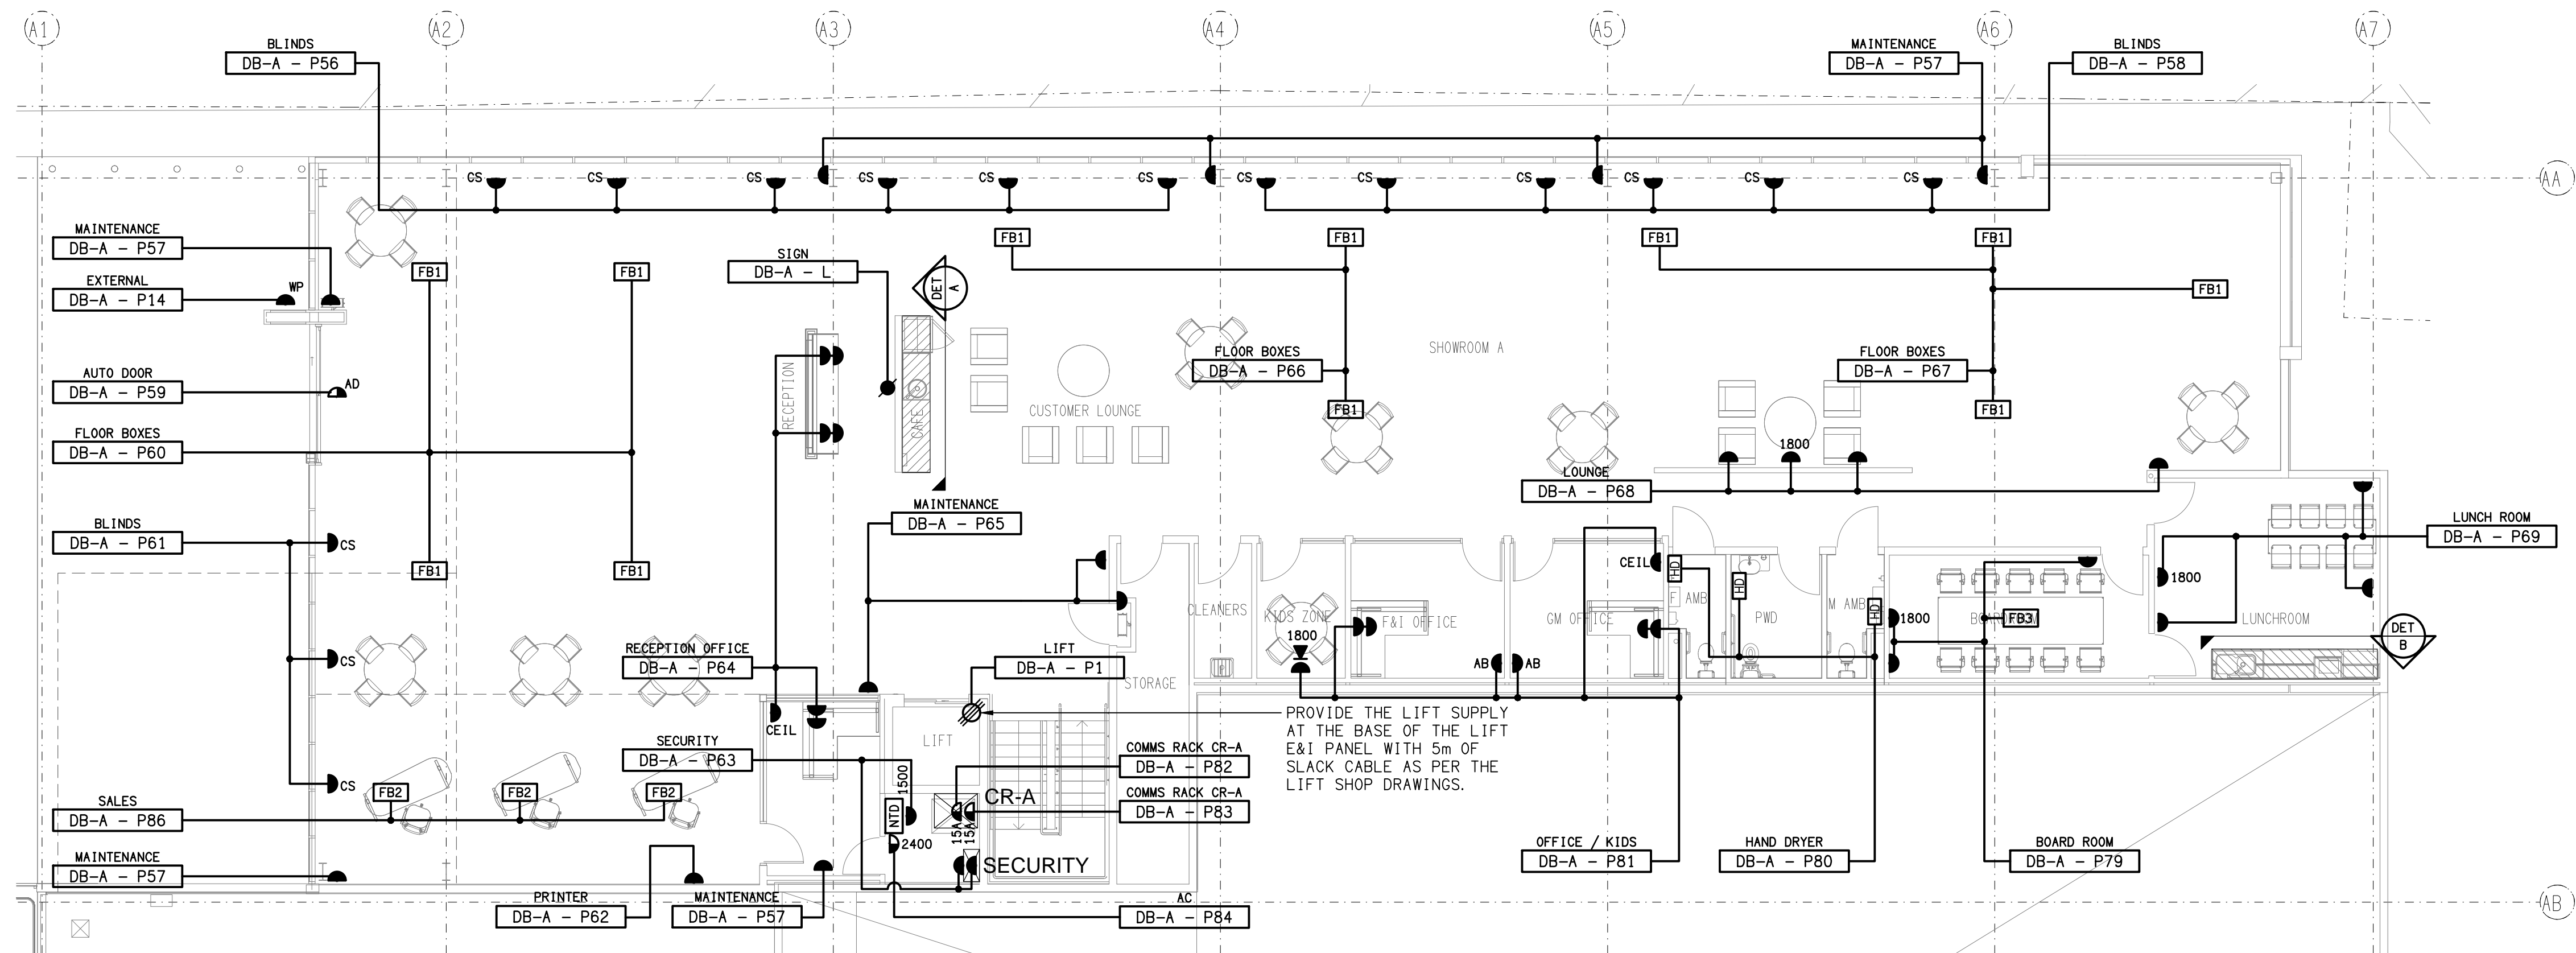 A1
A2
A3
A4
A5
A6
A7
BLINDS
DB-A - P56
MAINTENANCE
DB-A - P57
BLINDS
DB-A - P58
AA
CS
CS
CS
CS
CS
CS
CS
CS
CS
CS
CS
CS
MAINTENANCE
DB-A - P57
EXTERNAL
DB-A - P14
WP
FB1
FB1
FB1
FB1
FB1
FB1
FB1
SIGN
DB-A - L
DET
A
AUTO DOOR
DB-A - P59
AD
FLOOR BOXES
DB-A - P60
RECEPTION
CAFE
CUSTOMER LOUNGE
SHOWROOM A
FLOOR BOXES
DB-A - P66
FB1
FLOOR BOXES
DB-A - P67
FB1
1800
LOUNGE
DB-A - P68
MAINTENANCE
DB-A - P65
BLINDS
DB-A - P61
CS
CS
CS
FB1
FB1
CEIL
HD
HD
HD
LUNCH ROOM
DB-A - P69
1800
CLEANERS
KIDS ZONE
1800
F&I OFFICE
GM OFFICE
F AMB
PWD
M AMB
1800
BOARDROOM
FB3
LUNCHROOM
DET
B
AB
AB
RECEPTION OFFICE
DB-A - P64
LIFT
DB-A - P1
STORAGE
CEIL
LIFT
PROVIDE THE LIFT SUPPLY
AT THE BASE OF THE LIFT
E&I PANEL WITH 5m OF
SLACK CABLE AS PER THE
LIFT SHOP DRAWINGS.
SECURITY
DB-A - P63
1500
COMMS RACK CR-A
DB-A - P82
CR-A
COMMS RACK CR-A
DB-A - P83
SALES
DB-A - P86
FB2
FB2
FB2
NTD
15A
15A
2400
SECURITY
MAINTENANCE
DB-A - P57
OFFICE / KIDS
DB-A - P81
HAND DRYER
DB-A - P80
BOARD ROOM
DB-A - P79
PRINTER
DB-A - P62
MAINTENANCE
DB-A - P57
AC
DB-A - P84
AB